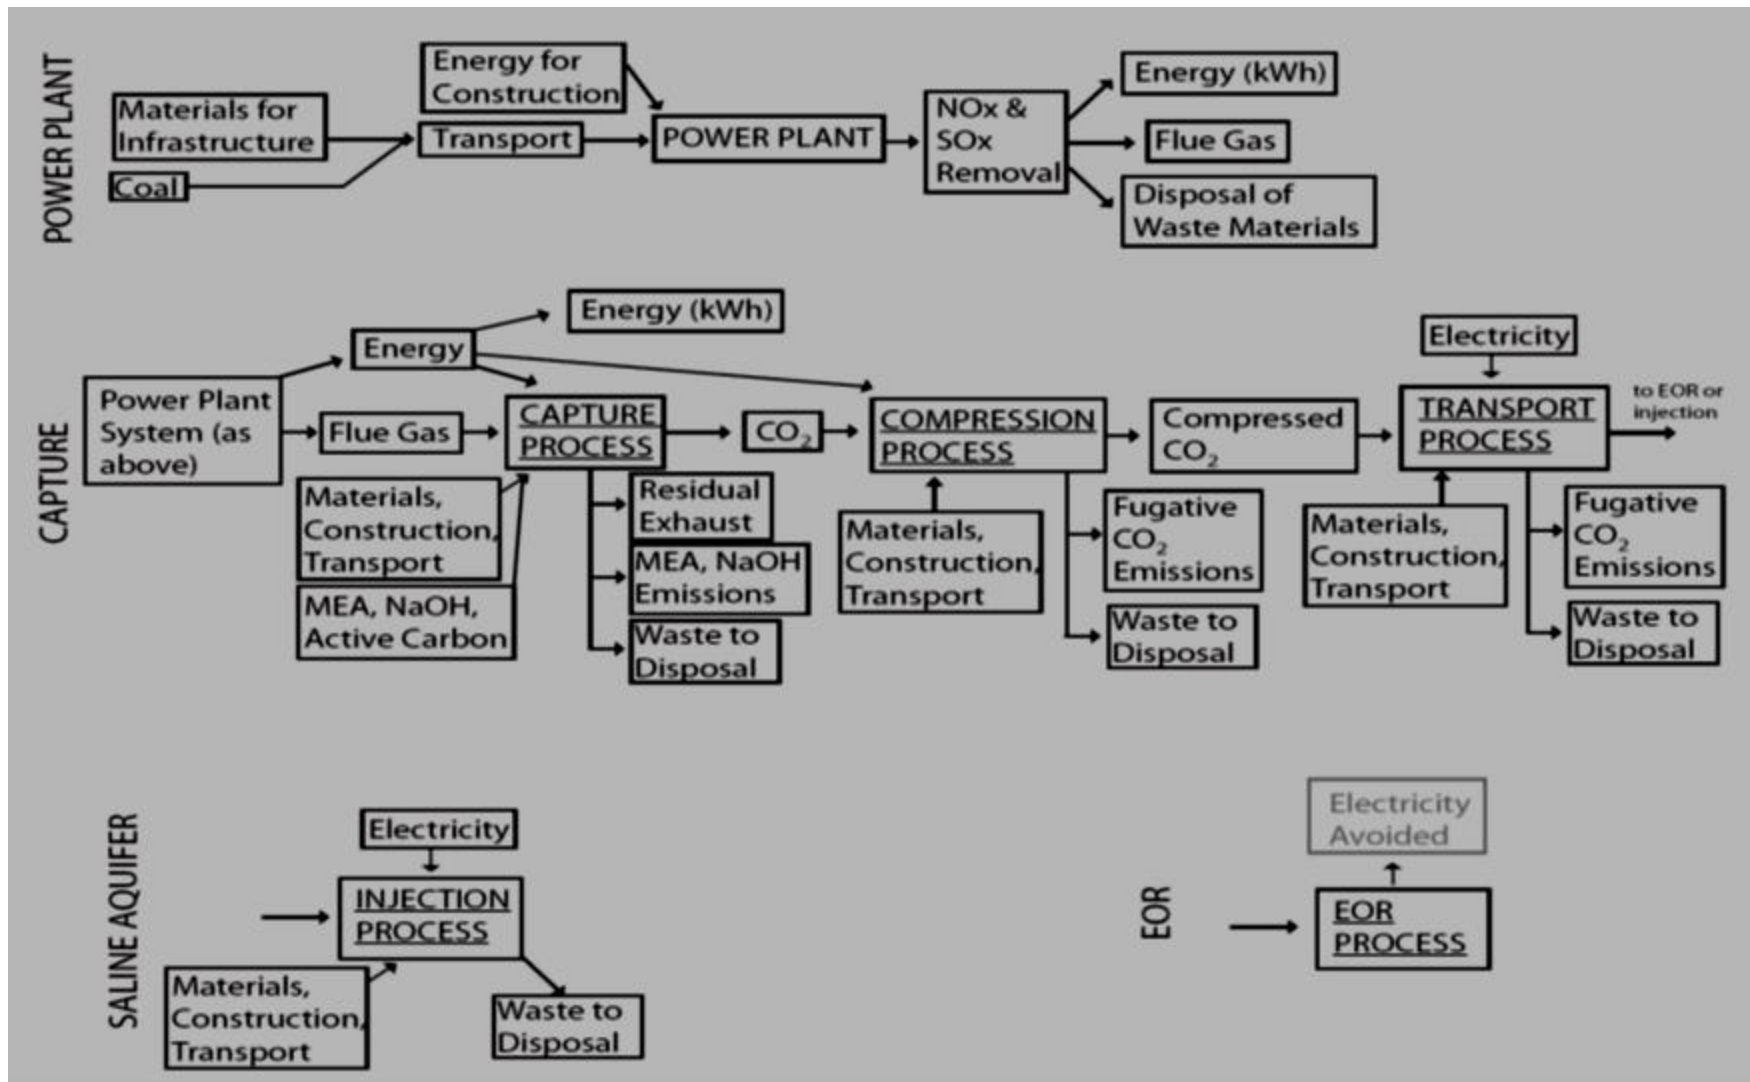 POWER PLANT
Materials for
Infrastructure
Coal
Energy for
Construction
Transport
POWER PLANT
NOx &
SOx
Removal
Energy (kWh)
Flue Gas
Disposal of
Waste Materials
CAPTURE
Power Plant
System (as
above)
Energy
Energy (kWh)
Flue Gas
Materials,
Construction,
Transport
MEA, NaOH,
Active Carbon
CAPTURE
PROCESS
Residual
Exhaust
MEA, NaOH
Emissions
Waste to
Disposal
CO₂
COMPRESSION
PROCESS
Materials,
Construction,
Transport
Compressed
CO₂
Fugative
CO₂
Emissions
Waste to
Disposal
Electricity
TRANSPORT
PROCESS
to EOR or
injection
Materials,
Construction,
Transport
Fugative
CO₂
Emissions
Waste to
Disposal
SALINE AQUIFER
Electricity
INJECTION
PROCESS
Materials,
Construction,
Transport
Waste to
Disposal
EOR
Electricity
Avoided
EOR
PROCESS